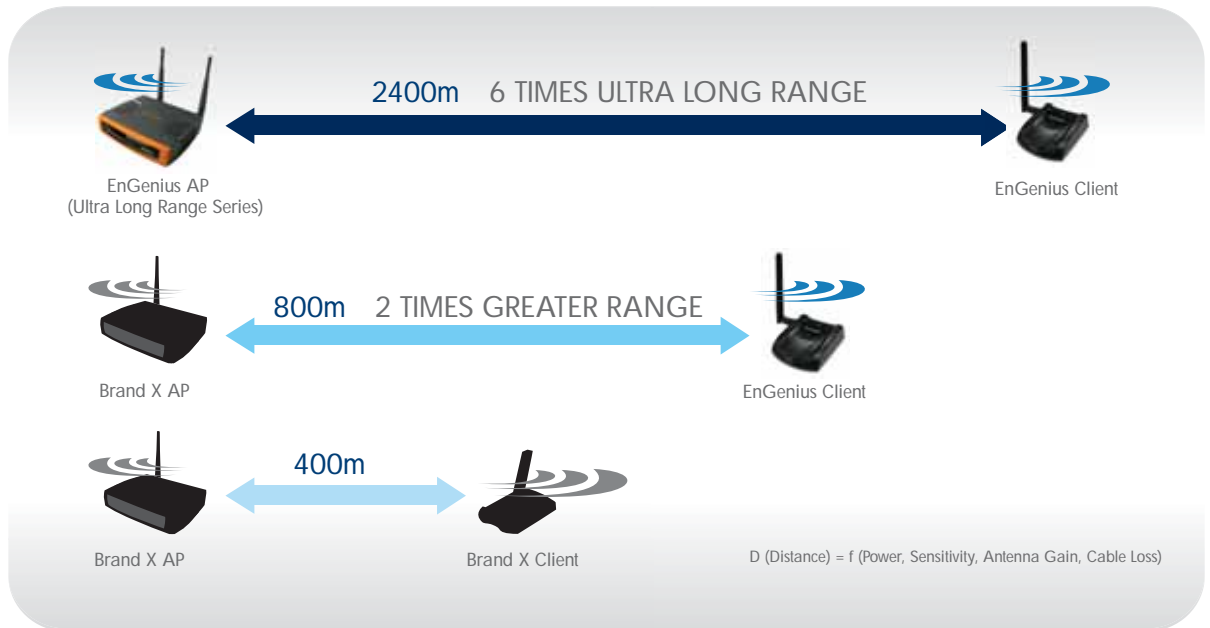 2400m 6 TIMES ULTRA LONG RANGE
EnGenius AP
(Ultra Long Range Series)
EnGenius Client
800m 2 TIMES GREATER RANGE
Brand X AP
EnGenius Client
400m
Brand X AP
Brand X Client
D (Distance) = f (Power, Sensitivity, Antenna Gain, Cable Loss)